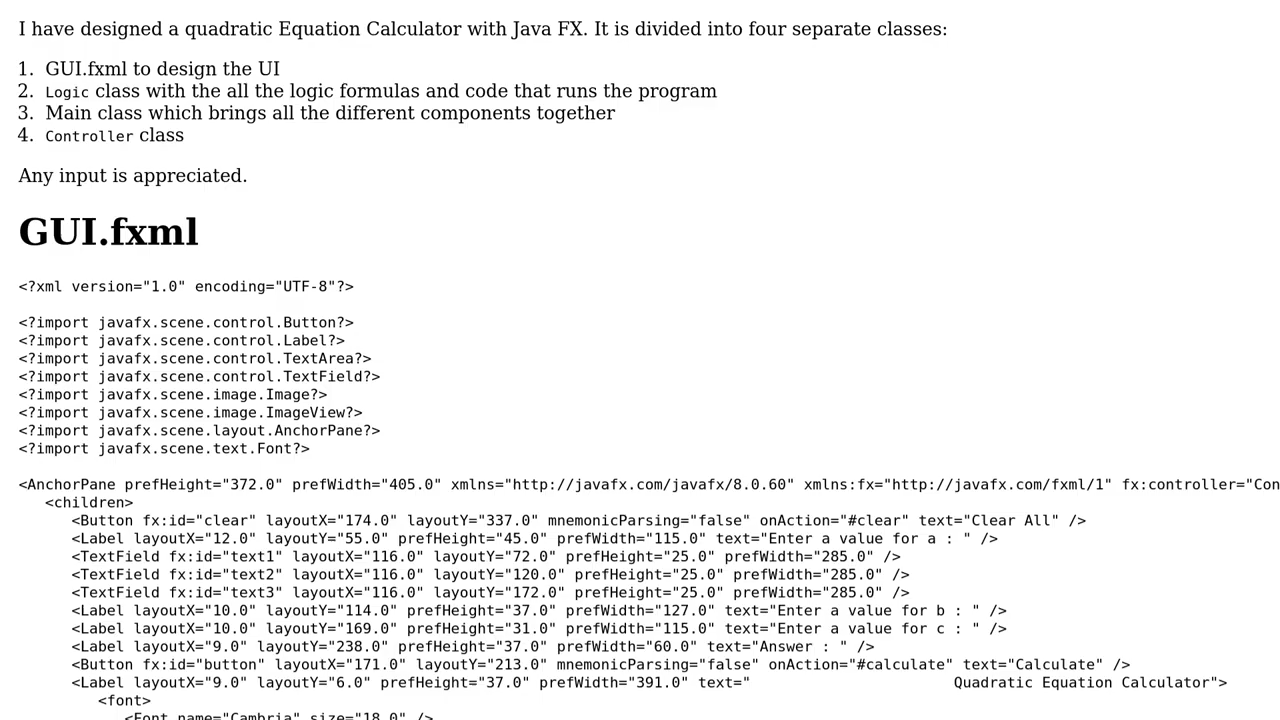 I have designed a quadratic Equation Calculator with Java FX. It is divided into four separate classes:
1. GUI.fxml to design the UI
2. Logic class with the all the logic formulas and code that runs the program
3. Main class which brings all the different components together
4. Controller class
Any input is appreciated.
GUI.fxml
<?xml version="1.0" encoding="UTF-8"?>
<?import javafx.scene.control.Button?>
<?import javafx.scene.control.Label?>
<?import javafx.scene.control.TextArea?>
<?import javafx.scene.control.TextField?>
<?import javafx.scene.image.Image?>
<?import javafx.scene.image.ImageView?>
<?import javafx.scene.layout.AnchorPane?>
<?import javafx.scene.text.Font?>
<AnchorPane prefHeight="372.0" prefWidth="405.0" xmlns="http://javafx.com/javafx/8.0.60" xmlns:fx="http://javafx.com/fxml/1" fx:controller="Con
<children>
<Button fx:id="clear" layoutX="174.0" layoutY="337.0" mnemonicParsing="false" onAction="#clear" text="Clear All" />
<Label layoutX="12.0" layoutY="55.0" prefHeight="45.0" prefWidth="115.0" text="Enter a value for a : " />
<TextField fx:id="text1" layoutX="116.0" layoutY="72.0" prefHeight="25.0" prefWidth="285.0" />
<TextField fx:id="text2" layoutX="116.0" layoutY="120.0" prefHeight="25.0" prefWidth="285.0" />
<TextField fx:id="text3" layoutX="116.0" layoutY="172.0" prefHeight="25.0" prefWidth="285.0" />
<Label layoutX="10.0" layoutY="114.0" prefHeight="37.0" prefWidth="127.0" text="Enter a value for b : " />
<Label layoutX="10.0" layoutY="169.0" prefHeight="31.0" prefWidth="115.0" text="Enter a value for c : " />
<Label layoutX="9.0" layoutY="238.0" prefHeight="37.0" prefWidth="60.0" text="Answer : " />
<Button fx:id="button" layoutX="171.0" layoutY="213.0" mnemonicParsing="false" onAction="#calculate" text="Calculate" />
<Label layoutX="9.0" layoutY="6.0" prefHeight="37.0" prefWidth="391.0" text="                       Quadratic Equation Calculator">
<font>
<Font name="Cambria" size="18.0" />